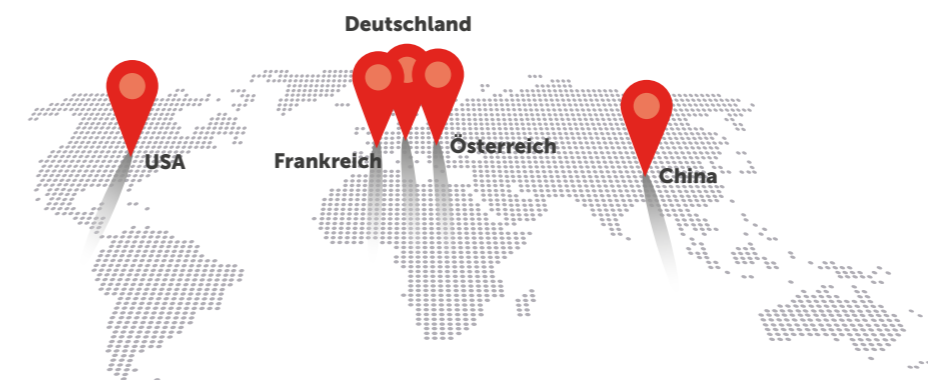 Deutschland
USA
Frankreich
Österreich
China